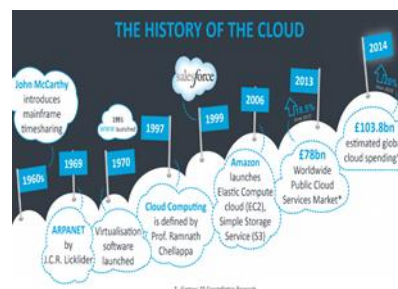 THE HISTORY OF THE CLOUD
John McCarthy
introduces
mainframe
timesharing
1960s
ARPANET
by
J.C.R. Licklider
1969
1991
WWW launched
1970
Virtualisation
software
launched
1997
Cloud Computing
is defined by
Prof. Ramnath
Chellappa
salesforce
1999
2006
Amazon
launches
Elastic Compute
cloud (EC2),
Simple Storage
Service (S3)
2013
£78bn
Worldwide
Public Cloud
Services Market*
2014
£103.8bn
estimated global
cloud spending*